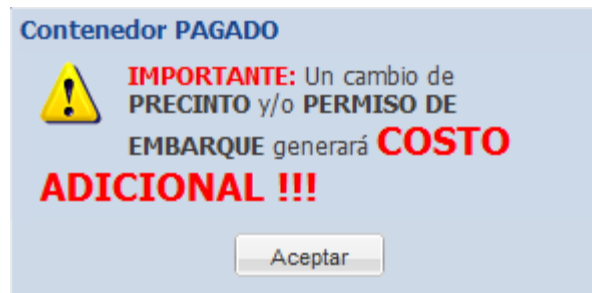 Contenedor PAGADO
IMPORTANTE: Un cambio de
PRECINTO y/o PERMISO DE
EMBARQUE generará COSTO
ADICIONAL !!!
Aceptar